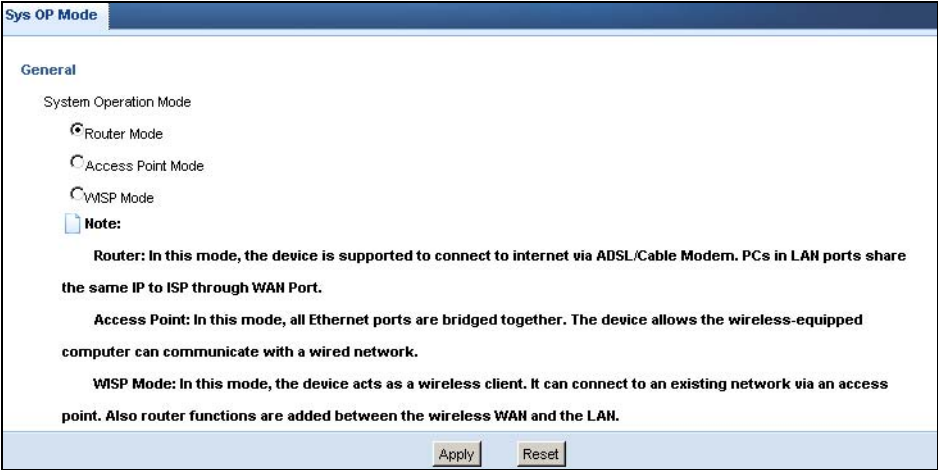 Sys OP Mode
General
System Operation Mode
Router Mode
Access Point Mode
WISP Mode
Note:
Router: In this mode, the device is supported to connect to internet via ADSL/Cable Modem. PCs in LAN ports share
the same IP to ISP through WAN Port.
Access Point: In this mode, all Ethernet ports are bridged together. The device allows the wireless-equipped
computer can communicate with a wired network.
WISP Mode: In this mode, the device acts as a wireless client. It can connect to an existing network via an access
point. Also router functions are added between the wireless WAN and the LAN.
Apply Reset